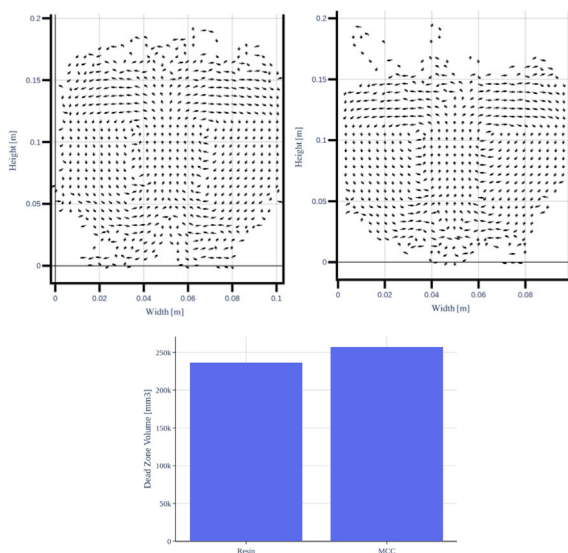 0.2
0.15
0.1
0.05
0
Height [m]
0 0.02 0.04 0.06 0.08 0.1
Width [m]
0.2
0.15
0.1
0.05
0
Height [m]
0 0.02 0.04 0.06 0.08
Width [m]
250k
200k
150k
100k
50k
0
Dead Zone Volume [mm3]
Resin MCC